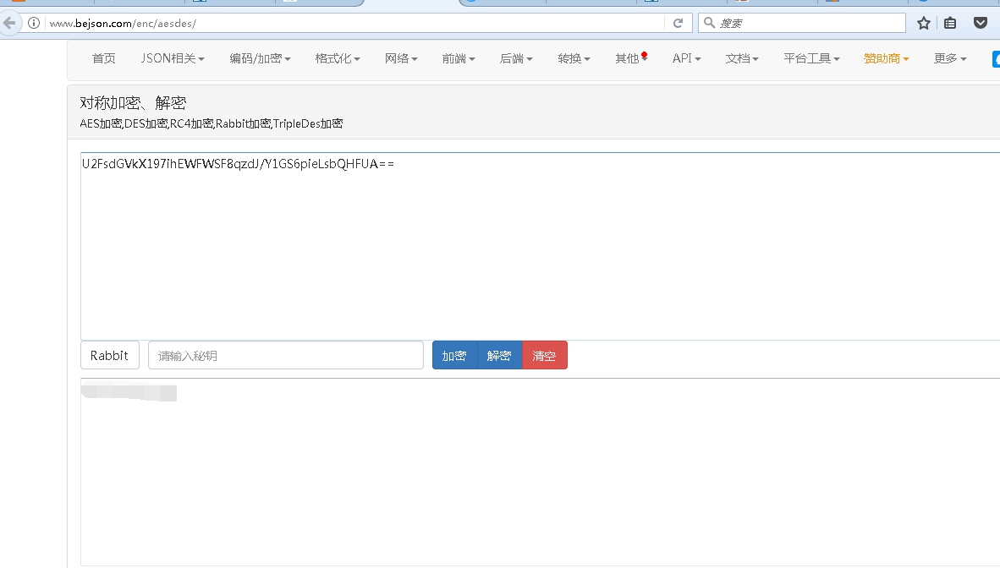 www.bejson.com/enc/aesdes/
搜索
首页 JSON相关 编码/加密 格式化 网络 前端 后端 转换 其他 API 文档 平台工具 赞助商 更多
对称加密、解密
AES加密,DES加密,RC4加密,Rabbit加密,TripleDes加密
U2FsdGVkX197ihEWFWSF8qzdJ/Y1GS6pieLsbQHFUA==
Rabbit 请输入秘钥 加密 解密 清空